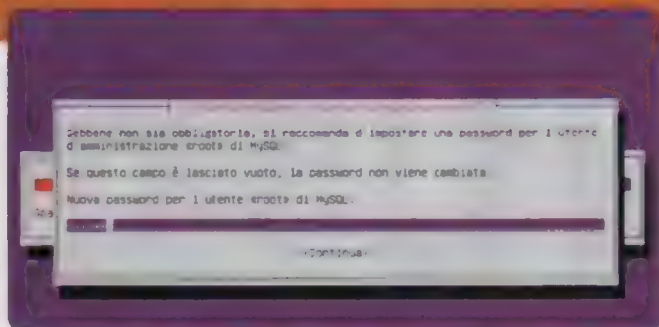 Sebbene non sia obbligatorio, si raccomanda d impostare una password per l utente
d amministrazione «root» di MySQL.
Se questo campo è lasciato vuoto, la password non viene cambiata
Nuova password per l utente «root» di MySQL:
<Continua>